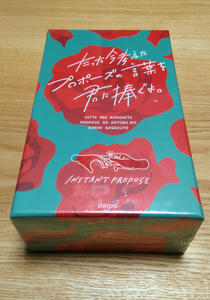 たった今考えた
プロポーズの言葉を
君に捧ぐよ。
TATTA IMA KANGAETA
PROPOSE NO KOTOBA WO
KIMINI SASAGUYO
INSTANT PROPOSE
daipo